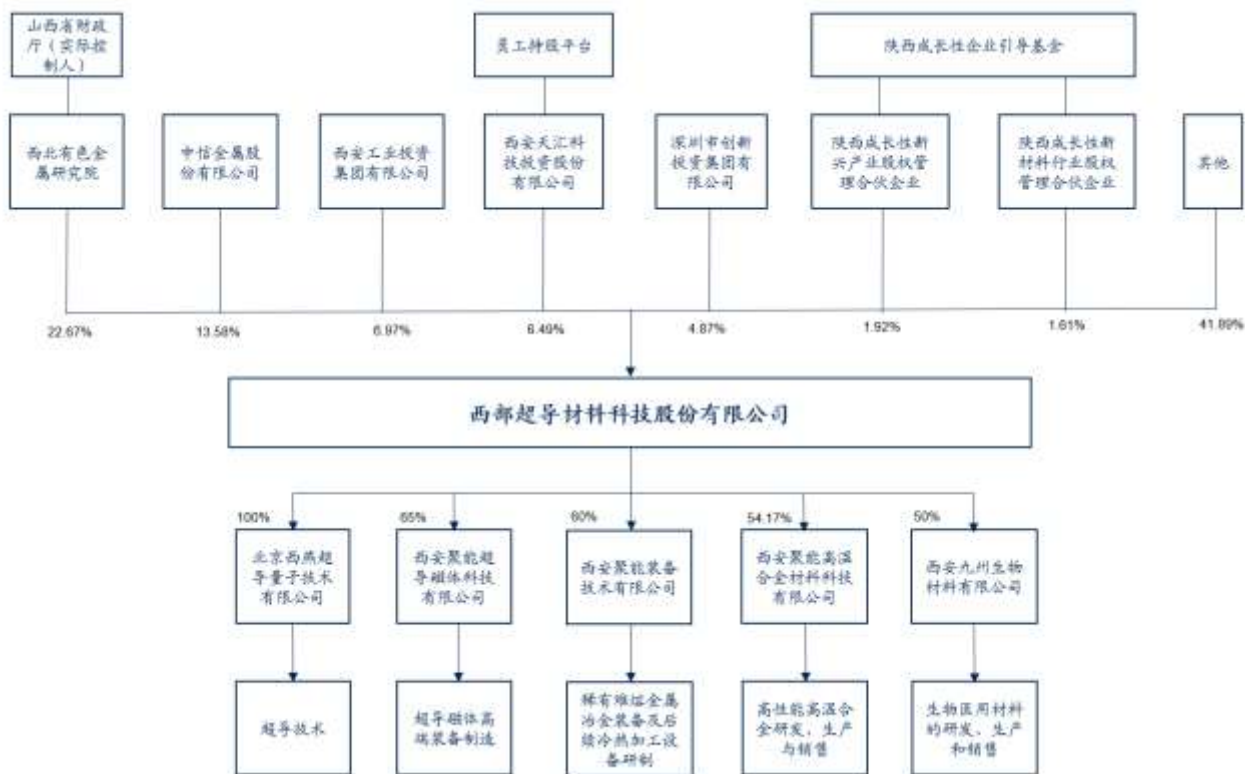 山西省财政
厅（实际控
制人）
员工持股平台
陕西成长性企业引导基金
西北有色金
属研究院
中信金属股
份有限公司
西安工业投资
集团有限公司
西安天汇科
技投资股份
有限公司
深圳市创新
投资集团有
限公司
陕西成长性新
兴产业股权管
理合伙企业
陕西成长性新
材料行业股权
管理合伙企业
其他
22.67%
13.58%
6.97%
6.49%
4.87%
1.92%
1.61%
41.89%
西部超导材料科技股份有限公司
100%
65%
60%
54.17%
50%
北京西燕超
导量子技术
有限公司
西安聚能超
导磁体科技
有限公司
西安聚能装备
技术有限公司
西安聚能高温
合金材料科技
有限公司
西安九州生物
材料有限公司
超导技术
超导磁体高
端装备制造
稀有难熔金属
冶金装备及后
续冷热加工设
备研制
高性能高温合
金研发、生产
与销售
生物医用材料
的研发、生产
和销售